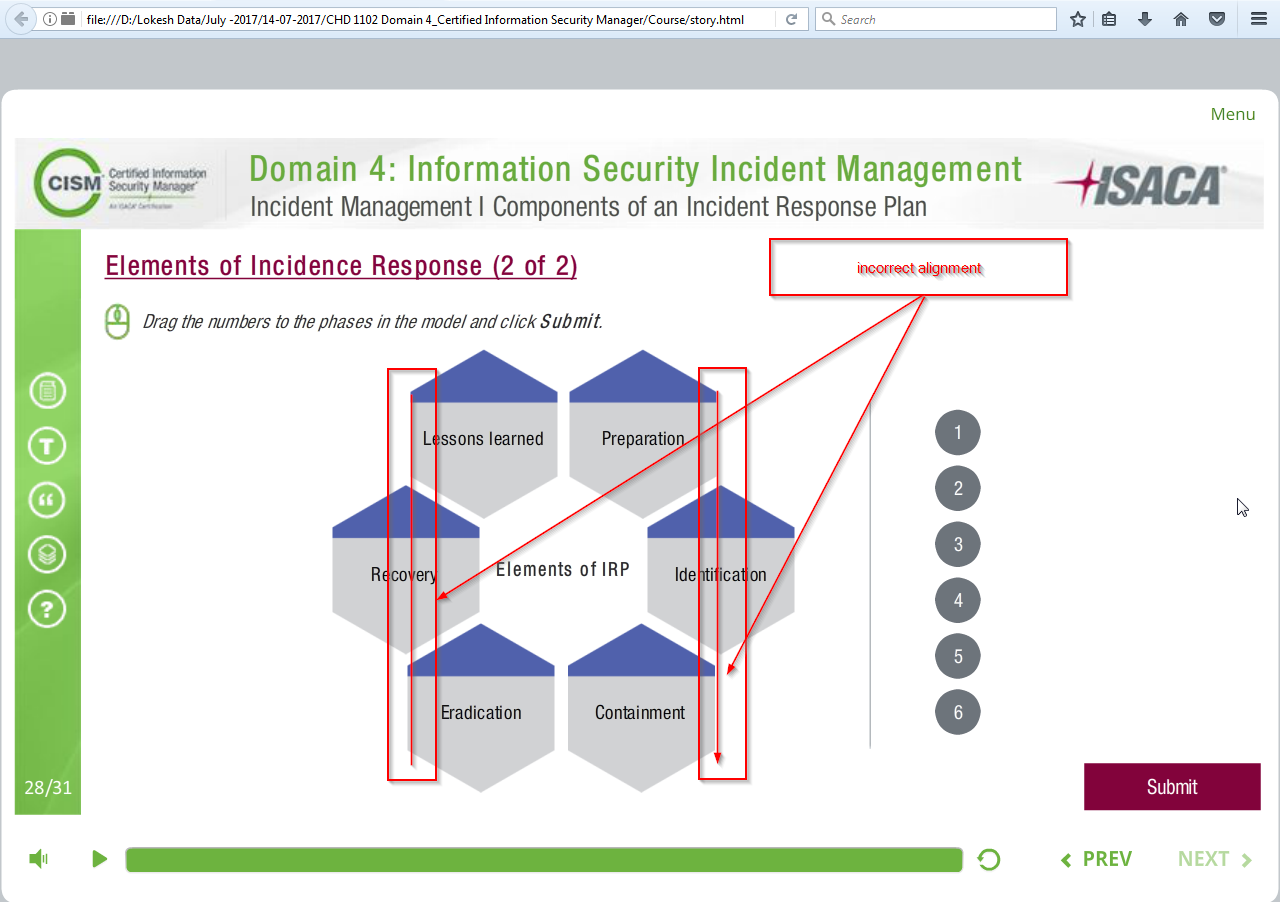 file:///D:/Lokesh Data/July -2017/14-07-2017/CHD 1102 Domain 4_Certified Information Security Manager/Course/story.html
Search
Menu
CISM
Certified Information
Security Manager®
An ISACA® Certification
Domain 4: Information Security Incident Management
Incident Management I Components of an Incident Response Plan
ISACA®
Elements of Incidence Response (2 of 2)
incorrect alignment
Drag the numbers to the phases in the model and click Submit.
Lessons learned
Preparation
Recovery
Elements of IRP
Identification
Eradication
Containment
1
2
3
4
5
6
T
?
28/31
Submit
PREV
NEXT